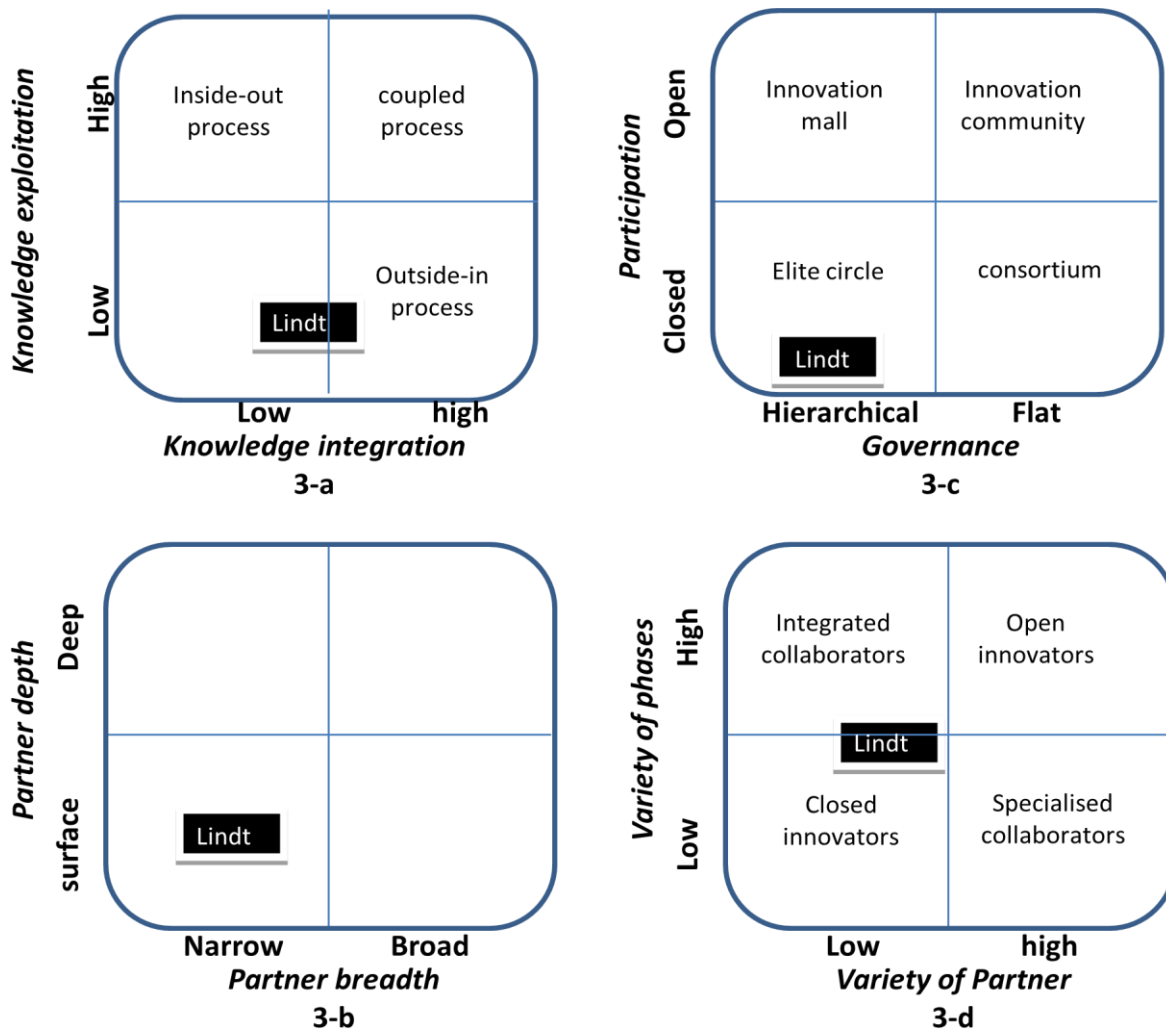 Knowledge exploitation
High
Low
Inside-out
process
coupled
process
Outside-in
process
Lindt
Low
high
Knowledge integration
3-a
Participation
Open
Closed
Innovation
mall
Innovation
community
Elite circle
consortium
Lindt
Hierarchical
Flat
Governance
3-c
Partner depth
Deep
surface
Lindt
Narrow
Broad
Partner breadth
3-b
Variety of phases
High
Low
Integrated
collaborators
Open
innovators
Lindt
Closed
innovators
Specialised
collaborators
Low
high
Variety of Partner
3-d